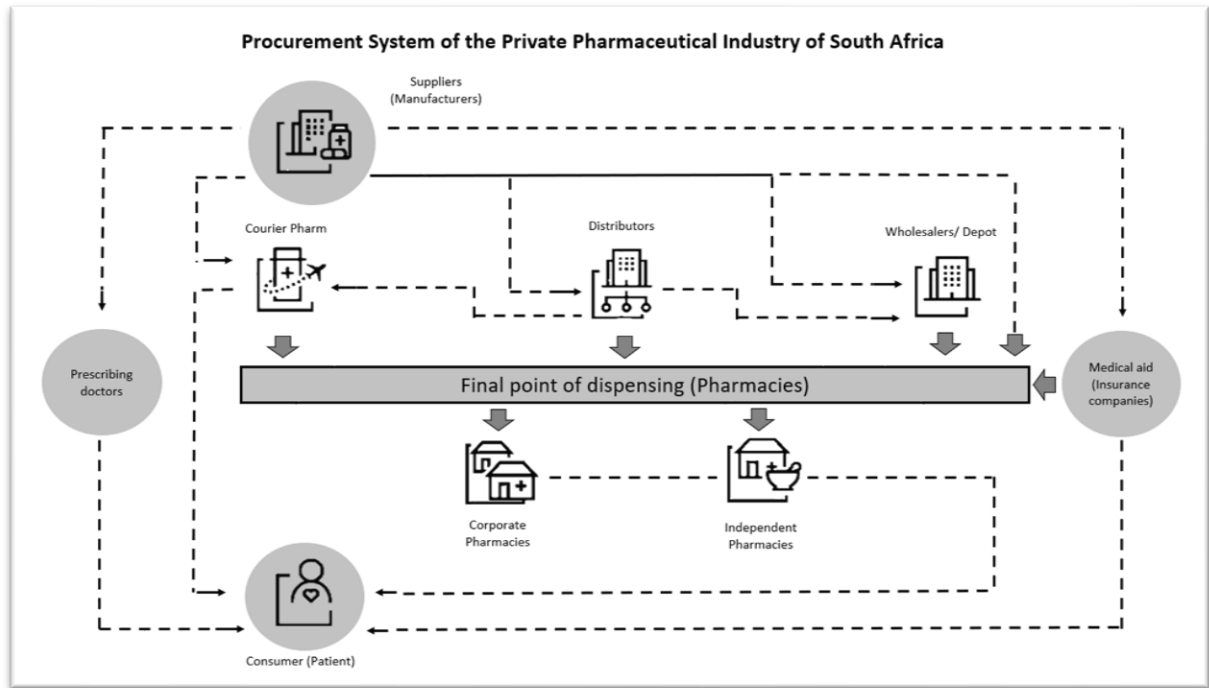 Procurement System of the Private Pharmaceutical Industry of South Africa
Suppliers
(Manufacturers)
Courier Pharm
Distributors
Wholesalers/ Depot
Prescribing
doctors
Final point of dispensing (Pharmacies)
Medical aid
(Insurance
companies)
Corporate
Pharmacies
Independent
Pharmacies
Consumer (Patient)